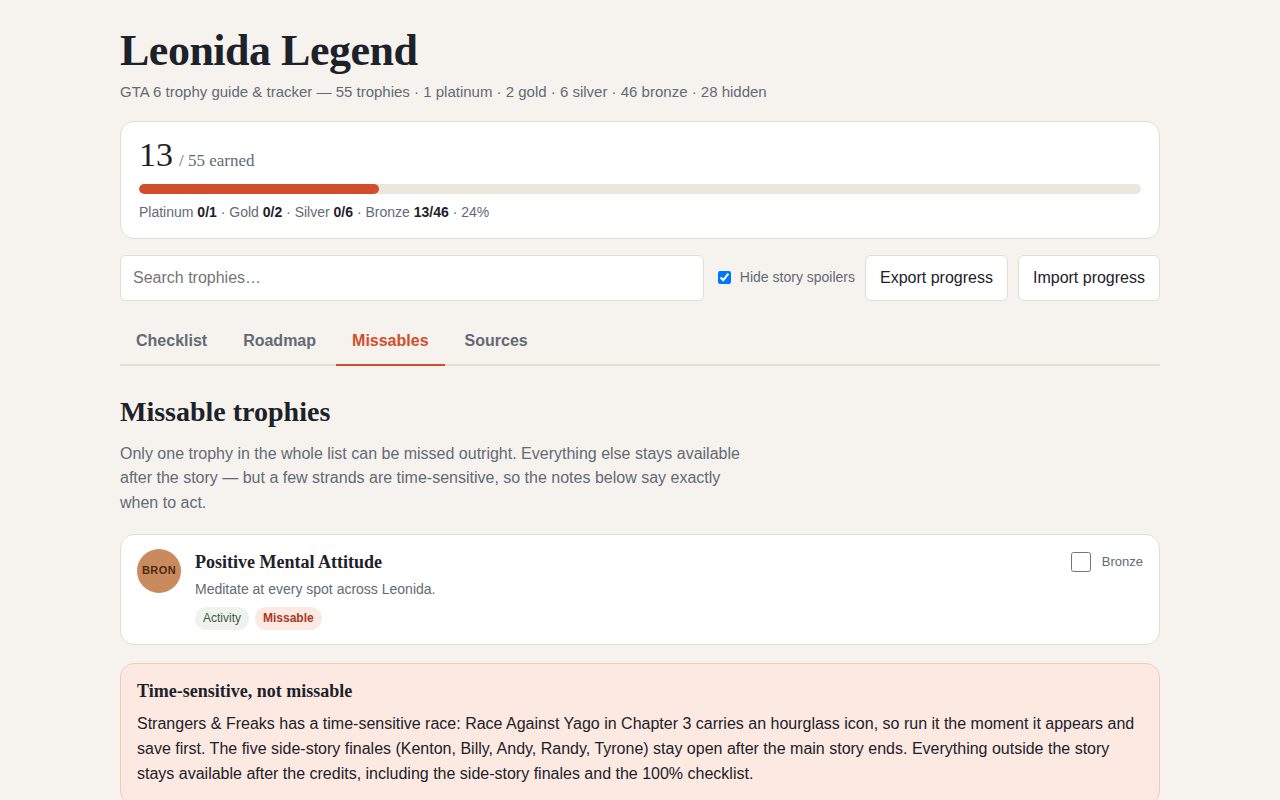 Leonida Legend
GTA 6 trophy guide & tracker — 55 trophies · 1 platinum · 2 gold · 6 silver · 46 bronze · 28 hidden
13 / 55 earned
Platinum 0/1 · Gold 0/2 · Silver 0/6 · Bronze 13/46 · 24%
Search trophies…
Hide story spoilers
Export progress
Import progress
Checklist
Roadmap
Missables
Sources
Missable trophies
Only one trophy in the whole list can be missed outright. Everything else stays available
after the story — but a few strands are time-sensitive, so the notes below say exactly
when to act.
BRON
Positive Mental Attitude
Bronze
Meditate at every spot across Leonida.
Activity
Missable
Time-sensitive, not missable
Strangers & Freaks has a time-sensitive race: Race Against Yago in Chapter 3 carries an hourglass icon, so run it the moment it appears and
save first. The five side-story finales (Kenton, Billy, Andy, Randy, Tyrone) stay open after the main story ends. Everything outside the story
stays available after the credits, including the side-story finales and the 100% checklist.